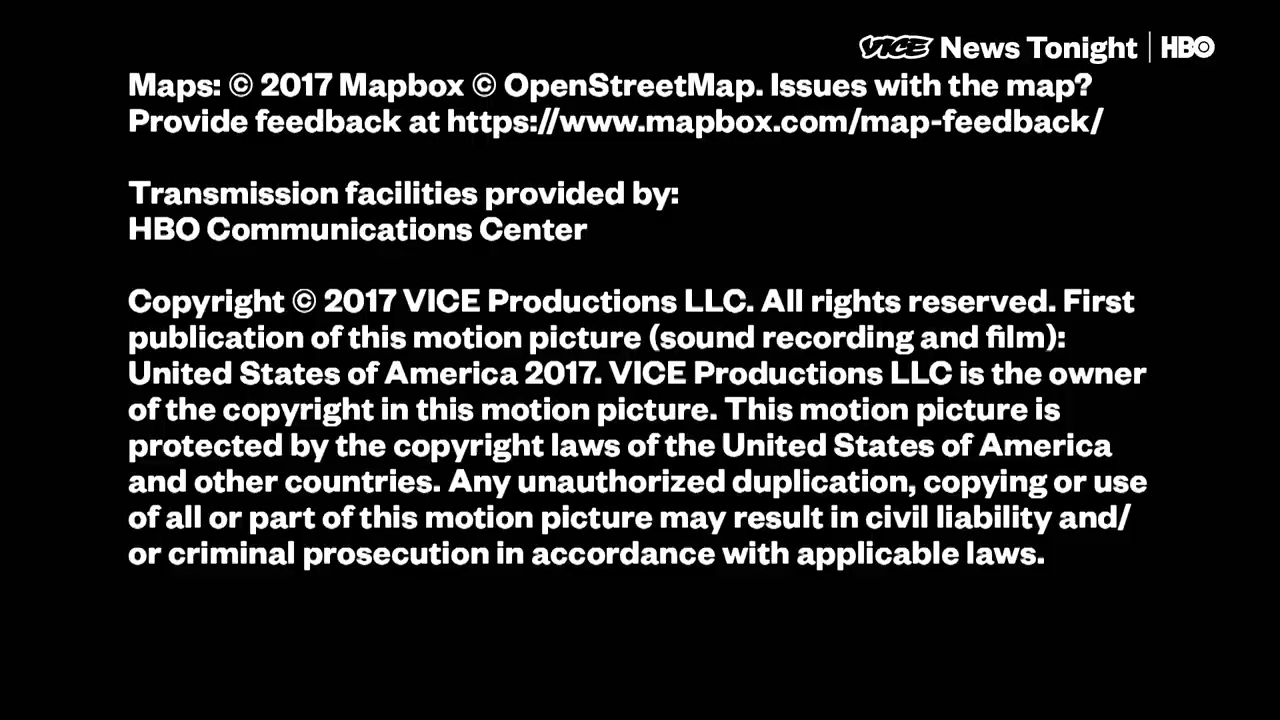 VICE News Tonight | HBO
Maps: © 2017 Mapbox © OpenStreetMap. Issues with the map?
Provide feedback at https://www.mapbox.com/map-feedback/
Transmission facilities provided by:
HBO Communications Center
Copyright © 2017 VICE Productions LLC. All rights reserved. First
publication of this motion picture (sound recording and film):
United States of America 2017. VICE Productions LLC is the owner
of the copyright in this motion picture. This motion picture is
protected by the copyright laws of the United States of America
and other countries. Any unauthorized duplication, copying or use
of all or part of this motion picture may result in civil liability and/
or criminal prosecution in accordance with applicable laws.